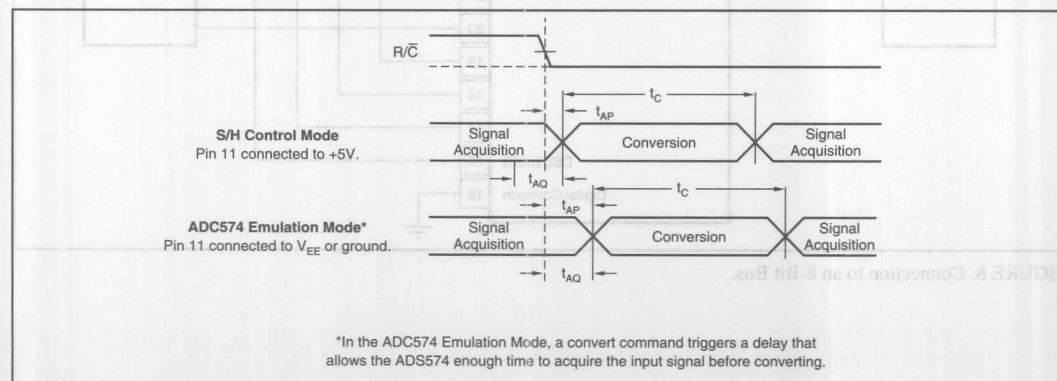 R/C̅
t_C
t_AP
S/H Control Mode
Pin 11 connected to +5V.
Signal Acquisition
Conversion
Signal Acquisition
t_AQ
t_C
t_AP
ADC574 Emulation Mode*
Pin 11 connected to V_EE or ground.
Signal Acquisition
Conversion
Signal Acquisition
t_AQ
Digital Common
15
FIGURE 8. Connection to an 8-Bit Bus.
*In the ADC574 Emulation Mode, a convert command triggers a delay that
allows the ADS574 enough time to acquire the input signal before converting.